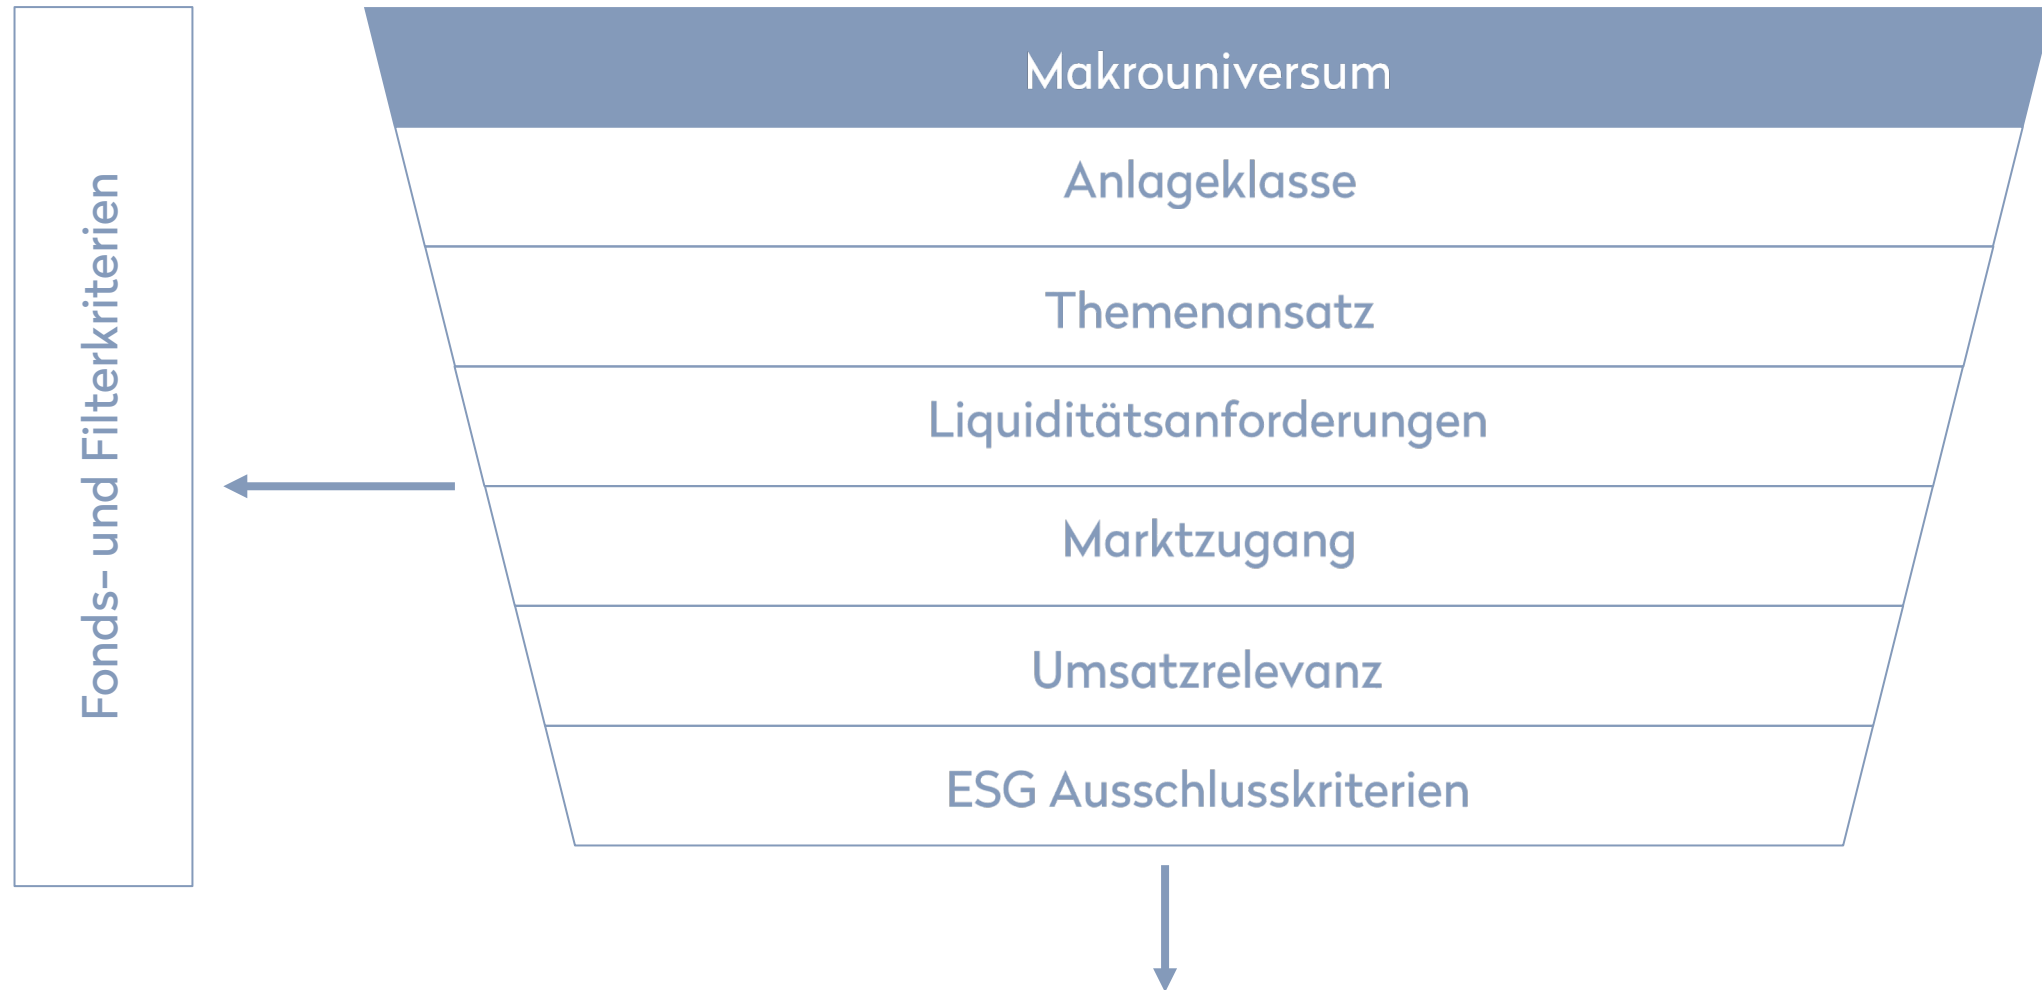 Fonds- und Filterkriterien
Makrouniversum
Anlageklasse
Themenansatz
Liquiditätsanforderungen
Marktzugang
Umsatzrelevanz
ESG Ausschlusskriterien